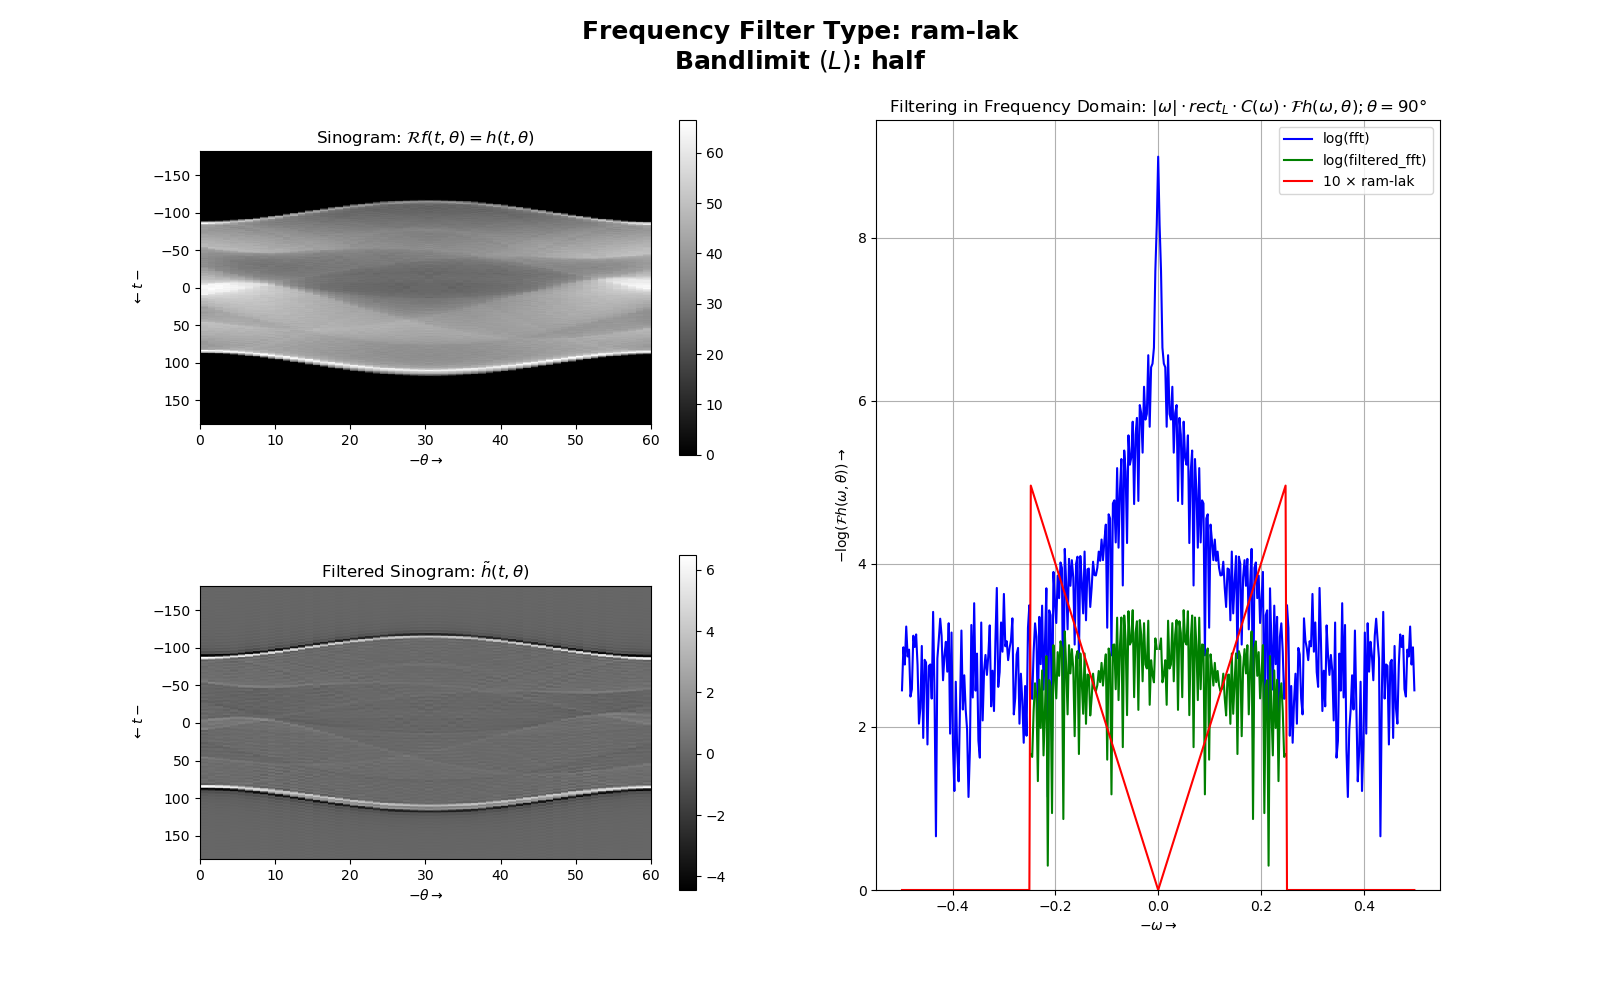 Frequency Filter Type: ram-lak
Bandlimit (L): half
Sinogram: ℛf(t, θ) = h(t, θ)
−150
−100
−50
0
50
100
150
← t −
0 10 20 30 40 50 60
−θ →
60
50
40
30
20
10
0
Filtered Sinogram: h̃(t, θ)
−150
−100
−50
0
50
100
150
← t −
0 10 20 30 40 50 60
−θ →
6
4
2
0
−2
−4
Filtering in Frequency Domain: |ω| · rect_L · C(ω) · ℱh(ω, θ); θ = 90°
log(fft)
log(filtered_fft)
10 × ram-lak
8
6
4
2
0
−log(ℱh(ω, θ)) →
−0.4 −0.2 0.0 0.2 0.4
−ω →